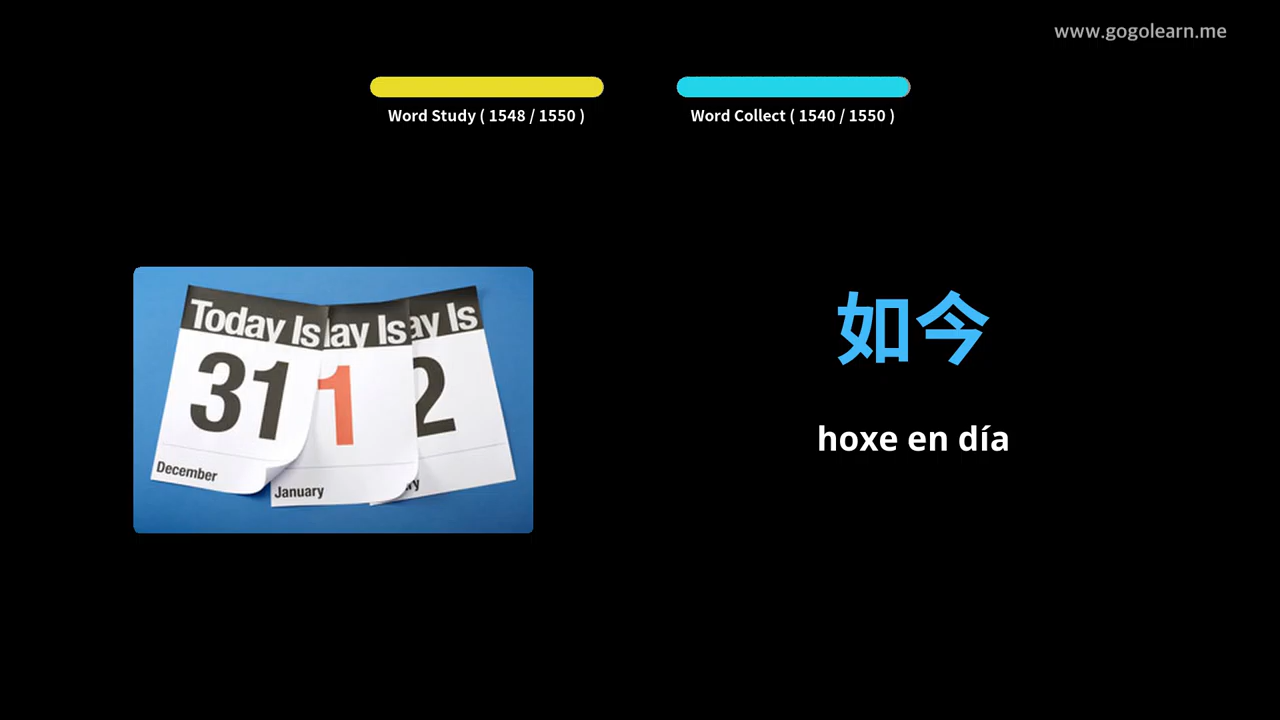 www.gogolearn.me
Word Study ( 1548 / 1550 )
Word Collect ( 1540 / 1550 )
Today Is
31
December
ay Is
1
January
ay Is
2
ry
如今
hoxe en día